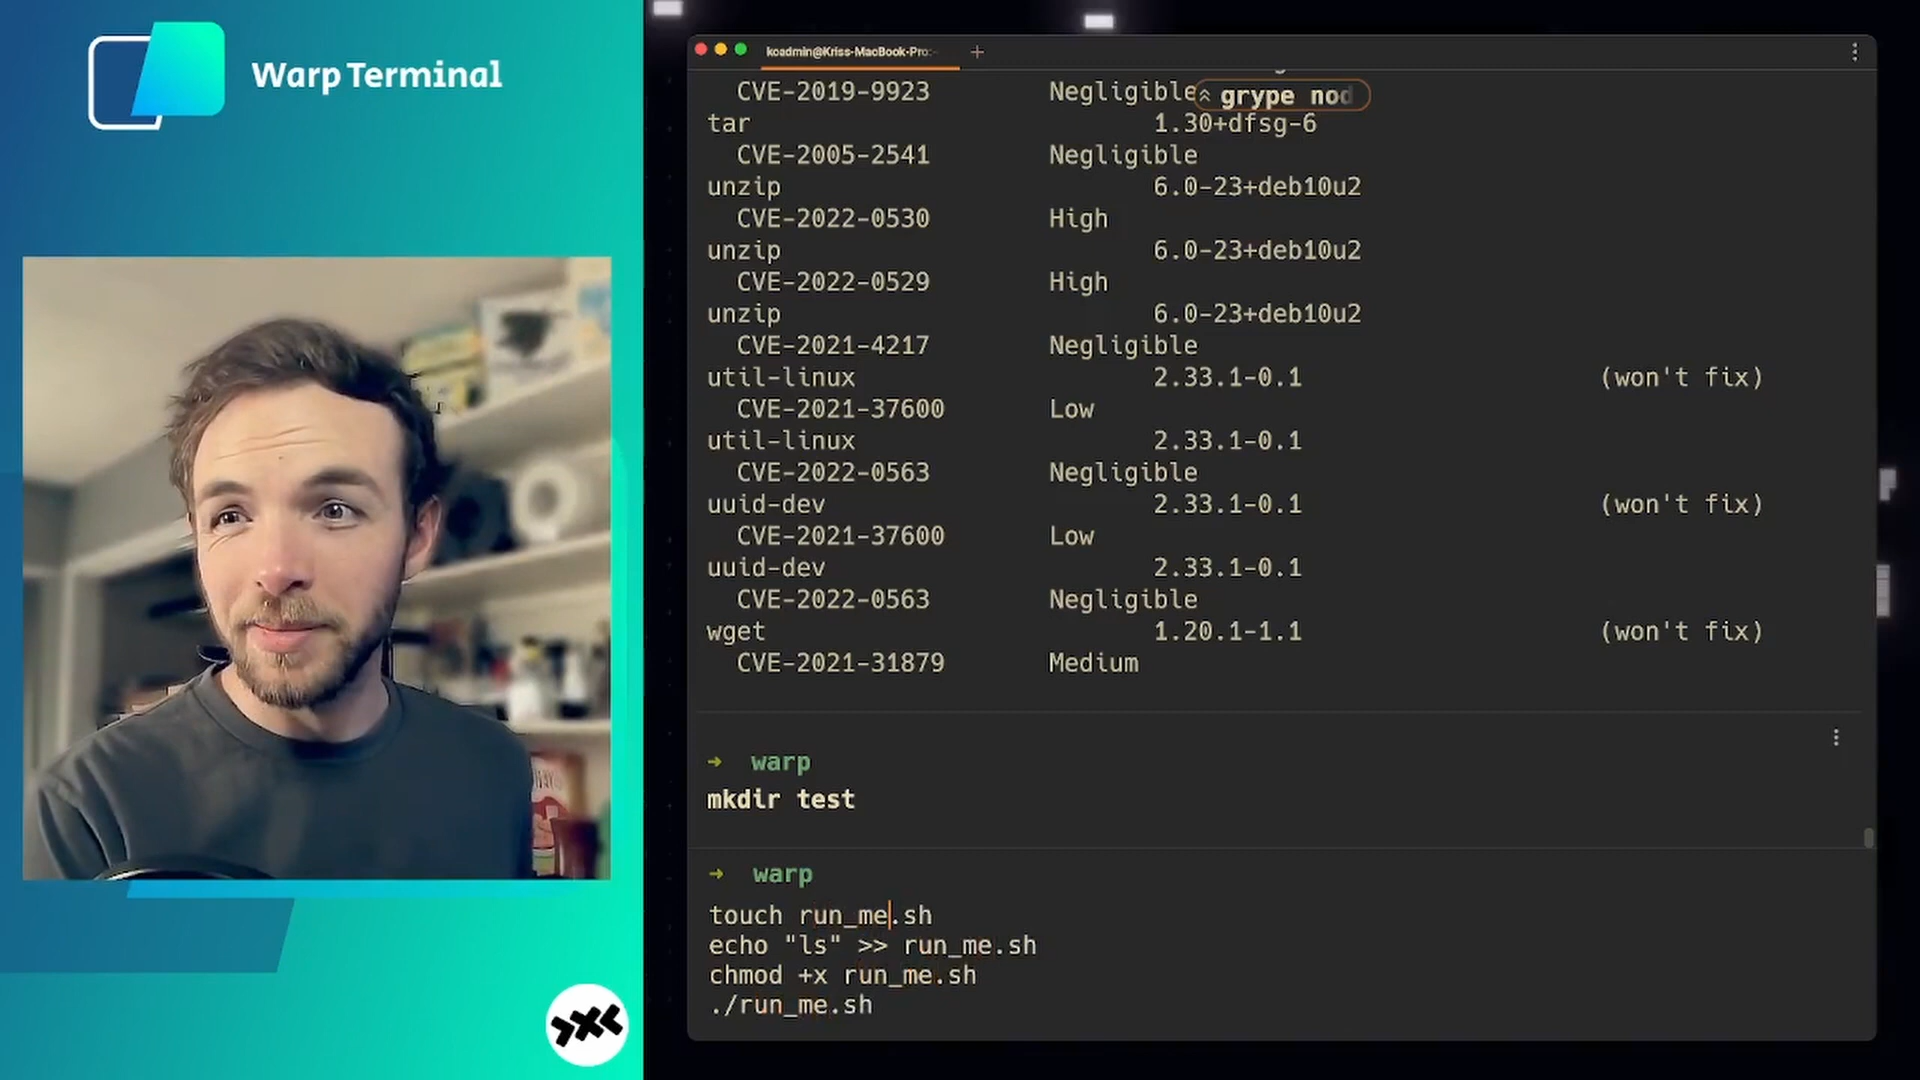 Warp Terminal
koadmin@Kriss-MacBook-Pro:~
CVE-2019-9923 Negligible
grype nod
tar 1.30+dfsg-6
CVE-2005-2541 Negligible
unzip 6.0-23+deb10u2
CVE-2022-0530 High
unzip 6.0-23+deb10u2
CVE-2022-0529 High
unzip 6.0-23+deb10u2
CVE-2021-4217 Negligible
util-linux 2.33.1-0.1 (won't fix)
CVE-2021-37600 Low
util-linux 2.33.1-0.1
CVE-2022-0563 Negligible
uuid-dev 2.33.1-0.1 (won't fix)
CVE-2021-37600 Low
uuid-dev 2.33.1-0.1
CVE-2022-0563 Negligible
wget 1.20.1-1.1 (won't fix)
CVE-2021-31879 Medium
→ warp
mkdir test
→ warp
touch run_me.sh
echo "ls" >> run_me.sh
chmod +x run_me.sh
./run_me.sh